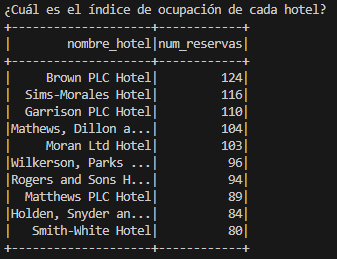 ¿Cuál es el índice de ocupación de cada hotel?
+--------------------+------------+
|        nombre_hotel|num_reservas|
+--------------------+------------+
|     Brown PLC Hotel|         124|
|  Sims-Morales Hotel|         116|
|  Garrison PLC Hotel|         110|
|Mathews, Dillon a...|         104|
|     Moran Ltd Hotel|         103|
|Wilkerson, Parks ...|          96|
|Rogers and Sons H...|          94|
|  Matthews PLC Hotel|          89|
|Holden, Snyder an...|          84|
|   Smith-White Hotel|          80|
+--------------------+------------+